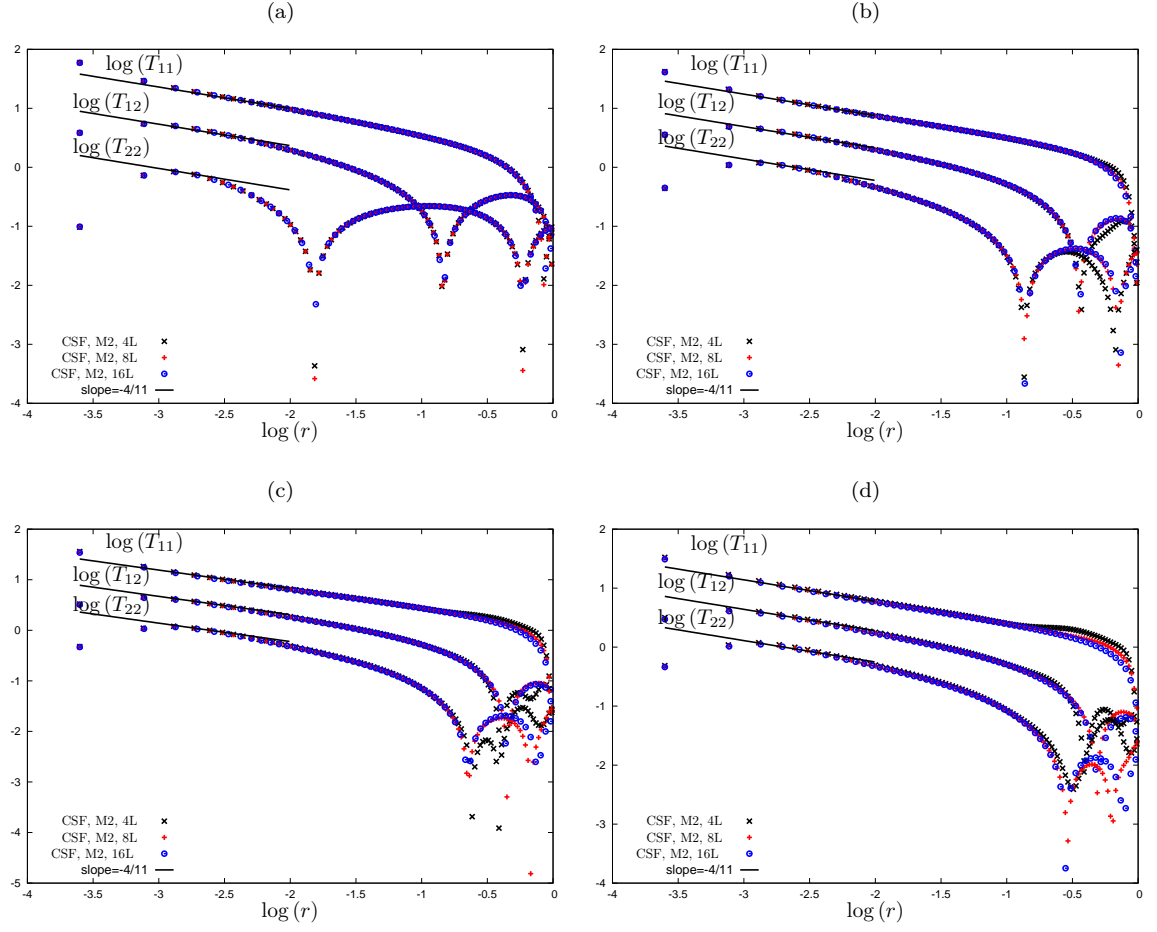 (a)
2
1
0
-1
-2
-3
-4
log (T11)
log (T12)
log (T22)
CSF, M2, 4L
CSF, M2, 8L
CSF, M2, 16L
slope=-4/11
-4 -3.5 -3 -2.5 -2 -1.5 -1 -0.5 0
log (r)
(b)
2
1
0
-1
-2
-3
-4
log (T11)
log (T12)
log (T22)
CSF, M2, 4L
CSF, M2, 8L
CSF, M2, 16L
slope=-4/11
-4 -3.5 -3 -2.5 -2 -1.5 -1 -0.5 0
log (r)
(c)
2
1
0
-1
-2
-3
-4
-5
log (T11)
log (T12)
log (T22)
CSF, M2, 4L
CSF, M2, 8L
CSF, M2, 16L
slope=-4/11
-4 -3.5 -3 -2.5 -2 -1.5 -1 -0.5 0
log (r)
(d)
2
1
0
-1
-2
-3
-4
log (T11)
log (T12)
log (T22)
CSF, M2, 4L
CSF, M2, 8L
CSF, M2, 16L
slope=-4/11
-4 -3.5 -3 -2.5 -2 -1.5 -1 -0.5 0
log (r)